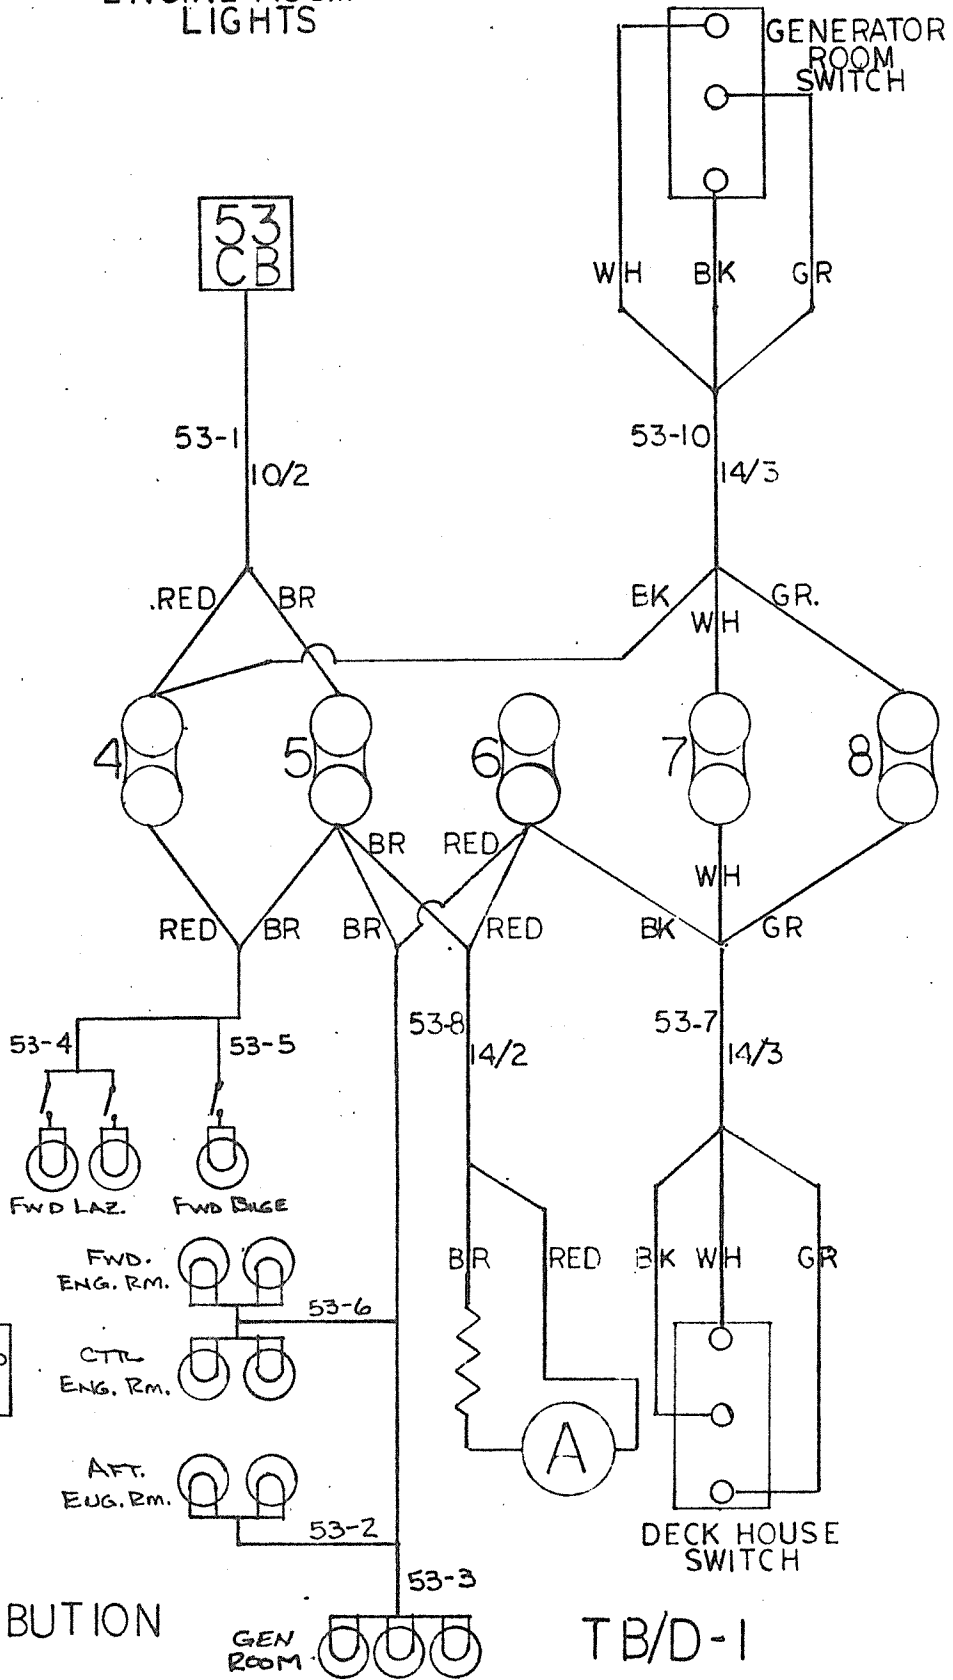 LIGHTS
GENERATOR
ROOM
SWITCH
53
CB
WH
BK
GR
53-1
10/2
53-10
14/3
.RED
BR
BK
WH
GR.
4
5
6
7
8
BR
RED
WH
RED
BR
BR
RED
BK
GR
53-4
53-5
53-8
14/2
53-7
14/3
FWD LAZ.
FWD BILGE
FWD.
ENG. RM.
53-6
BR
RED
BK
WH
GR
CTR.
ENG. RM.
A
AFT.
ENG. RM.
53-2
DECK HOUSE
SWITCH
53-3
BUTION
GEN
ROOM
TB/D-1